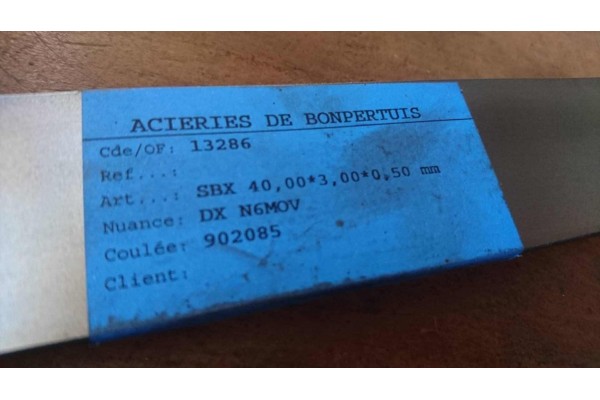 ACIERIES DE BONPERTUIS
Cde/OF: 13286
Ref...:
Art...: SBX 40,00*3,00*0,50 mm
Nuance: DX N6MOV
Coulée: 902085
Client: